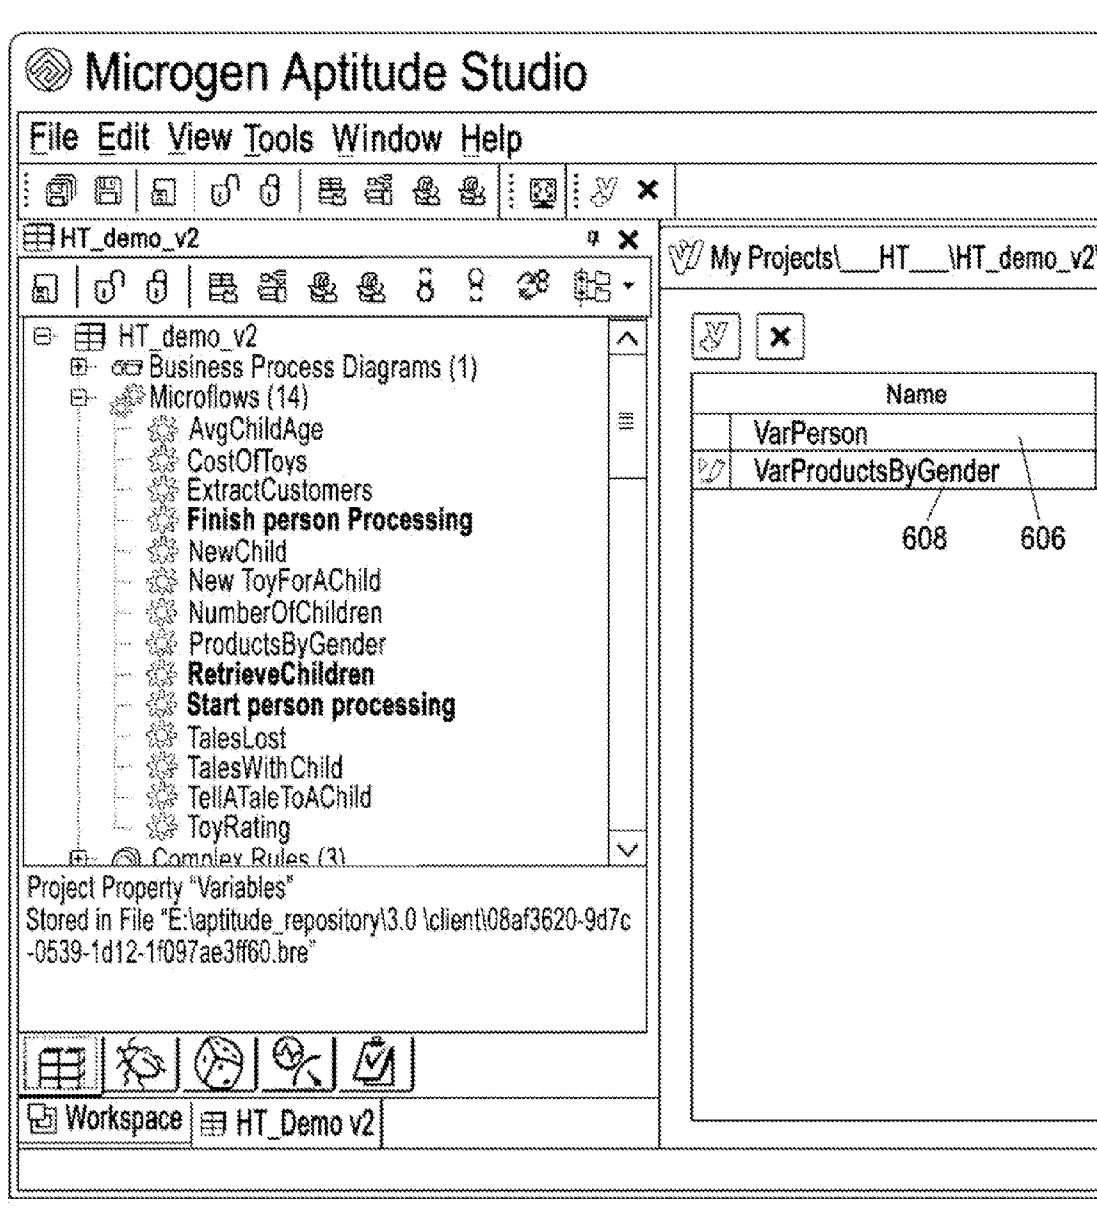 Microgen Aptitude Studio
File Edit View Tools Window Help
HT_demo_v2
My Projects\___HT___\HT_demo_v2\
HT_demo_v2
Business Process Diagrams (1)
Microflows (14)
AvgChildAge
CostOfToys
ExtractCustomers
Finish person Processing
NewChild
New ToyForAChild
NumberOfChildren
ProductsByGender
RetrieveChildren
Start person processing
TalesLost
TalesWithChild
TellATaleToAChild
ToyRating
Complex Rules (3)
Project Property "Variables"
Stored in File "E:\aptitude_repository\3.0 \client\08af3620-9d7c
-0539-1d12-1f097ae3ff60.bre"
Workspace
HT_Demo v2
Name
VarPerson
VarProductsByGender
608 606